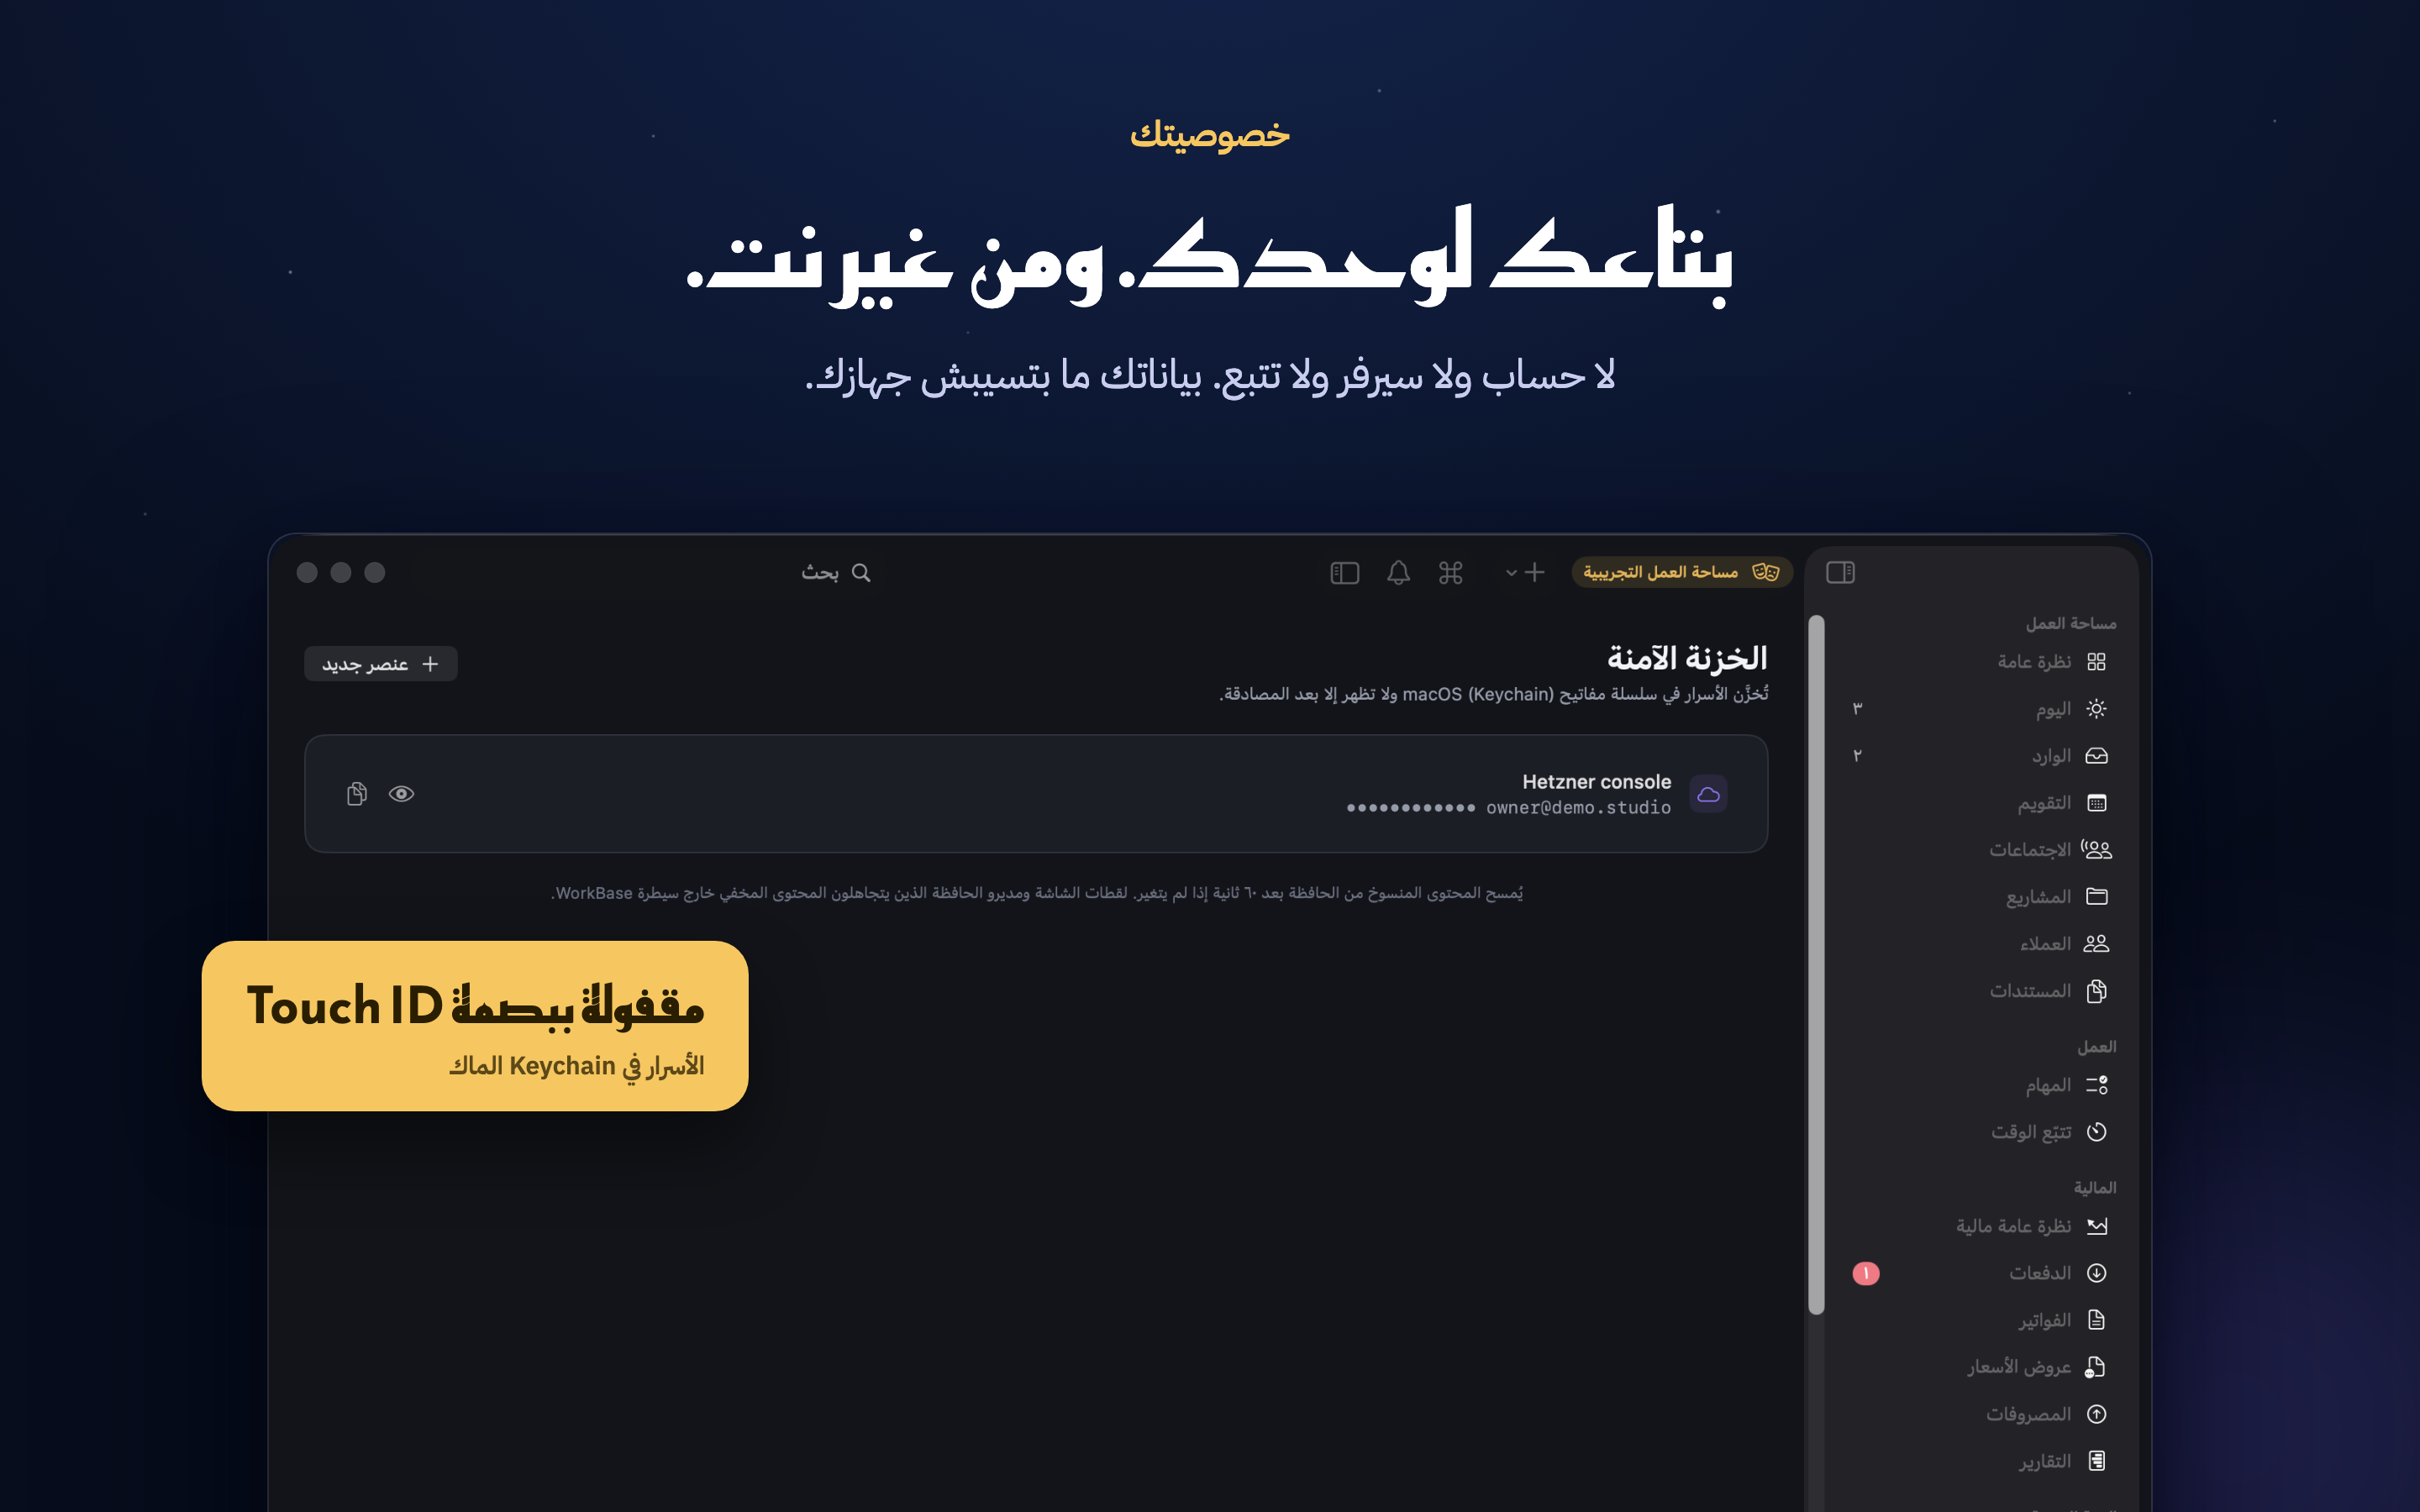 خصوصيتك
بتاعك لوحدك. ومن غير نت.
لا حساب ولا سيرفر ولا تتبع. بياناتك ما بتسيبش جهازك.
مساحة العمل التجريبية
بحث
مساحة العمل
نظرة عامة
اليوم ٣
الوارد ٢
التقويم
الاجتماعات
المشاريع
العملاء
المستندات
العمل
المهام
تتبّع الوقت
المالية
نظرة عامة مالية
الدفعات ١
الفواتير
عروض الأسعار
المصروفات
التقارير
الخزنة الآمنة
عنصر جديد
تُخزَّن الأسرار في سلسلة مفاتيح macOS (Keychain) ولا تظهر إلا بعد المصادقة.
Hetzner console
owner@demo.studio ••••••••••••
يُمسح المحتوى المنسوخ من الحافظة بعد ٦٠ ثانية إذا لم يتغير. لقطات الشاشة ومديرو الحافظة الذين يتجاهلون المحتوى المخفي خارج سيطرة WorkBase.
مقفولة ببصمة Touch ID
الأسرار في Keychain الماك